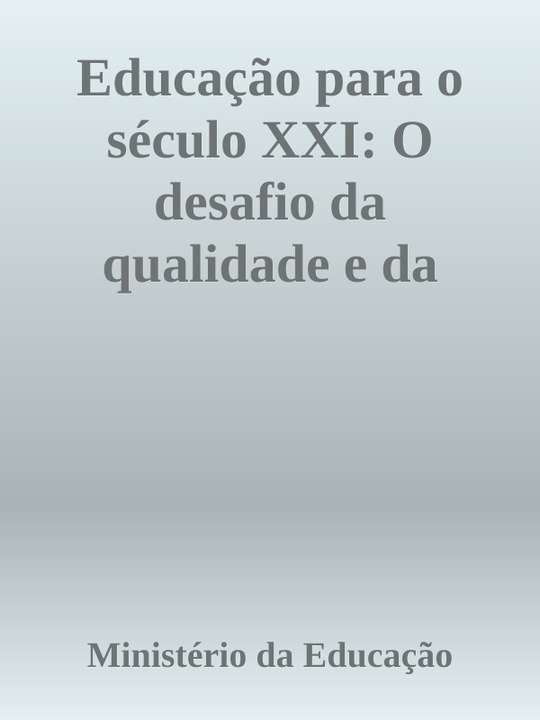 Educação para o
século XXI: O
desafio da
qualidade e da
Ministério da Educação